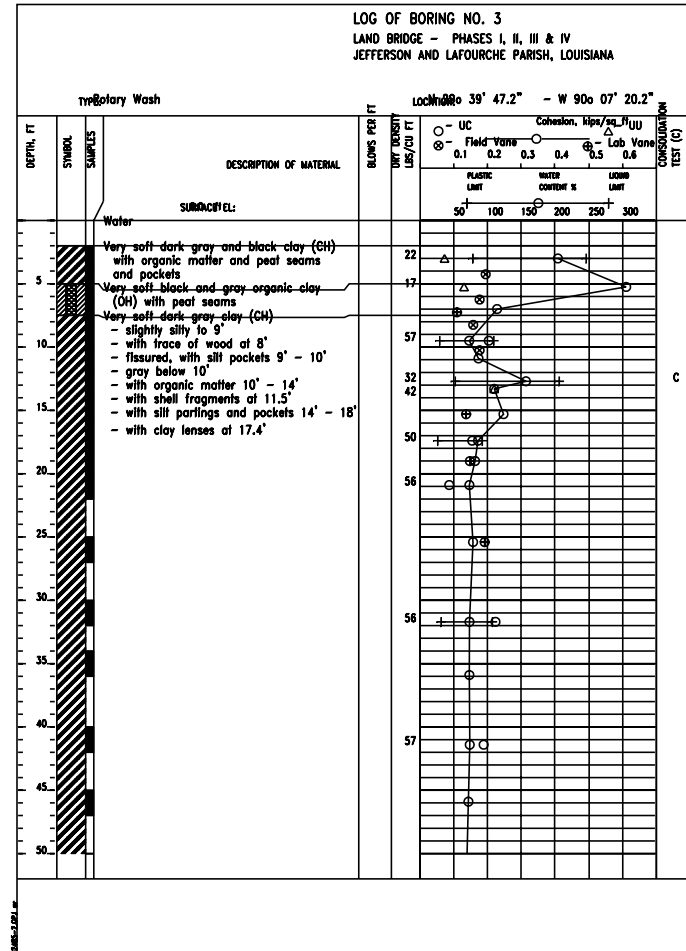 LOG OF BORING NO. 3
LAND BRIDGE - PHASES I, II, III & IV
JEFFERSON AND LAFOURCHE PARISH, LOUISIANA
TYPE: Rotary Wash
LOCATION: 39' 47.2" - W 90o 07' 20.2"
DEPTH, FT
SYMBOL
SAMPLES
DESCRIPTION OF MATERIAL
BLOWS PER FT
DRY DENSITY
LBS/CU FT
CONSOLIDATION
TEST (C)
Cohesion, kips/sq ft
- UC
UU
- Field Vane
- Lab Vane
0.1 0.2 0.3 0.4 0.5 0.6
PLASTIC LIMIT
WATER CONTENT %
LIQUID LIMIT
50 100 150 200 250 300
EL:
Water
Very soft dark gray and black clay (CH)
with organic matter and peat seams
and pockets
22
5
Very soft black and gray organic clay
(OH) with peat seams
17
Very soft dark gray clay (CH)
- slightly silty to 9'
- with trace of wood at 8'
57
- fissured, with silt pockets 9' - 10'
10
- gray below 10'
- with organic matter 10' - 14'
32
C
- with shell fragments at 11.5'
42
- with silt partings and pockets 14' - 18'
15
- with clay lenses at 17.4'
50
20
56
25
30
56
35
40
57
45
50